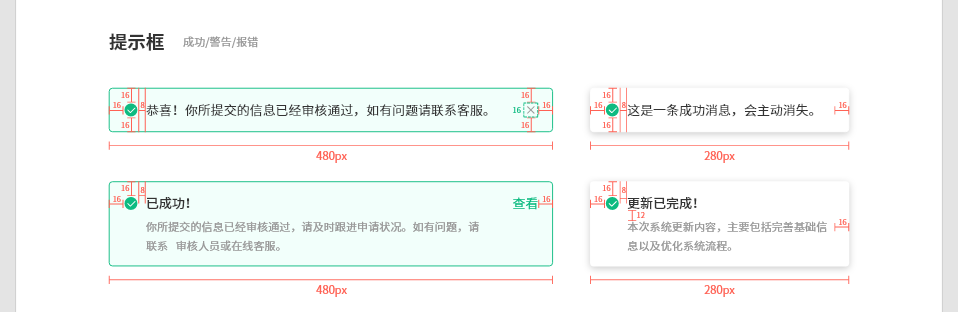 提示框 成功/警告/报错
16 16
16 8 恭喜！你所提交的信息已经审核通过，如有问题请联系客服。 16 16
16 16
480px
16
16 8 这是一条成功消息，会主动消失。 16
16
280px
16 8
16 已成功！ 查看 16
你所提交的信息已经审核通过，请及时跟进申请状况。如有问题，请
联系 审核人员或在线客服。
480px
16 8
16 更新已完成！
12
本次系统更新内容，主要包括完善基础信 16
息以及优化系统流程。
280px